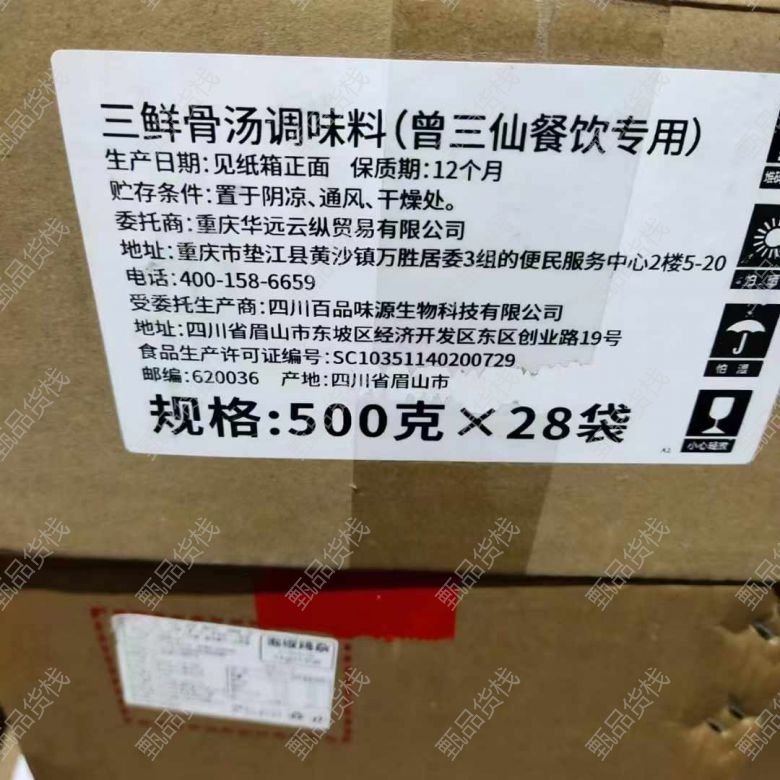 三鲜骨汤调味料(曾三仙餐饮专用)
生产日期:见纸箱正面 保质期:12个月
贮存条件:置于阴凉、通风、干燥处。
委托商:重庆华远云纵贸易有限公司
地址:重庆市垫江县黄沙镇万胜居委3组的便民服务中心2楼5-20
电话:400-158-6659
受委托生产商:四川百品味源生物科技有限公司
地址:四川省眉山市东坡区经济开发区东区创业路19号
食品生产许可证编号:SC10351140200729
邮编:620036 产地:四川省眉山市
规格:500克×28袋
怕湿
小心轻放
甄品货栈